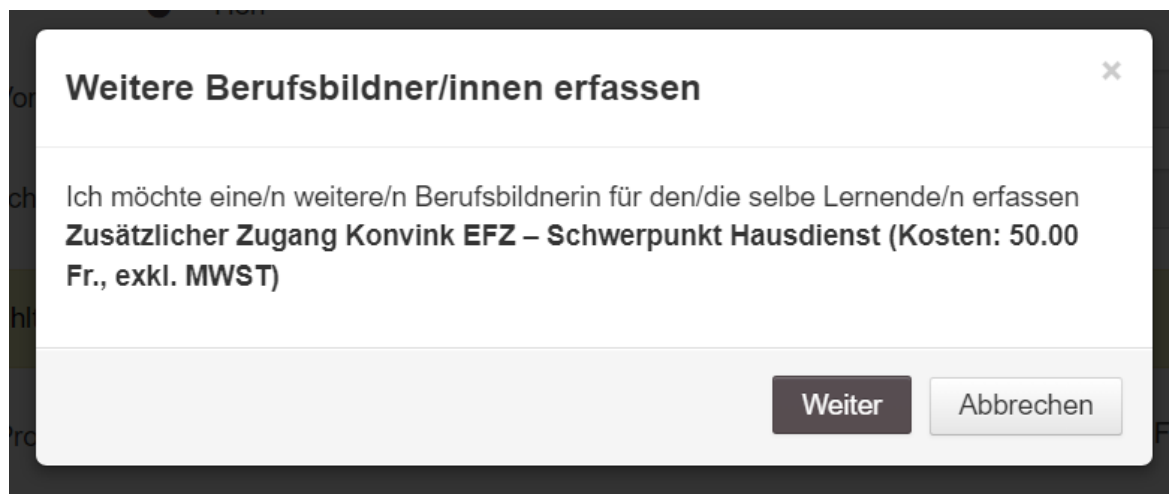 Weitere Berufsbildner/innen erfassen
×
Ich möchte eine/n weitere/n Berufsbildnerin für den/die selbe Lernende/n erfassen
Zusätzlicher Zugang Konvink EFZ – Schwerpunkt Hausdienst (Kosten: 50.00
Fr., exkl. MWST)
Weiter
Abbrechen